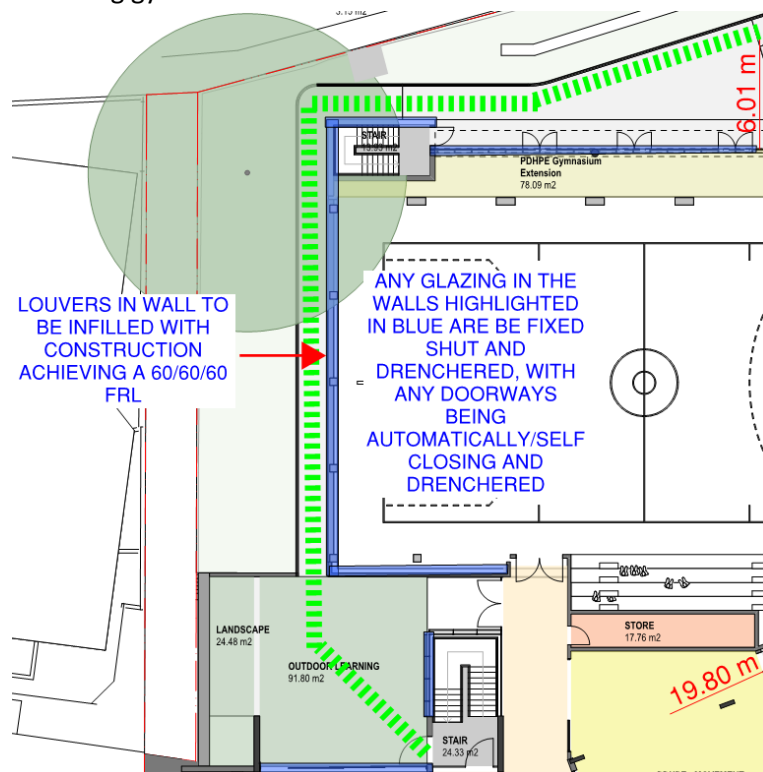 6.01 m
STAIR
PDHPE Gymnasium
Extension
78.09 m2
LOUVERS IN WALL TO
BE INFILLED WITH
CONSTRUCTION
ACHIEVING A 60/60/60
FRL
ANY GLAZING IN THE
WALLS HIGHLIGHTED
IN BLUE ARE BE FIXED
SHUT AND
DRENCHERED, WITH
ANY DOORWAYS
BEING
AUTOMATICALLY/SELF
CLOSING AND
DRENCHERED
LANDSCAPE
24.48 m2
OUTDOOR LEARNING
91.80 m2
STORE
17.76 m2
19.80 m
STAIR
24.33 m2